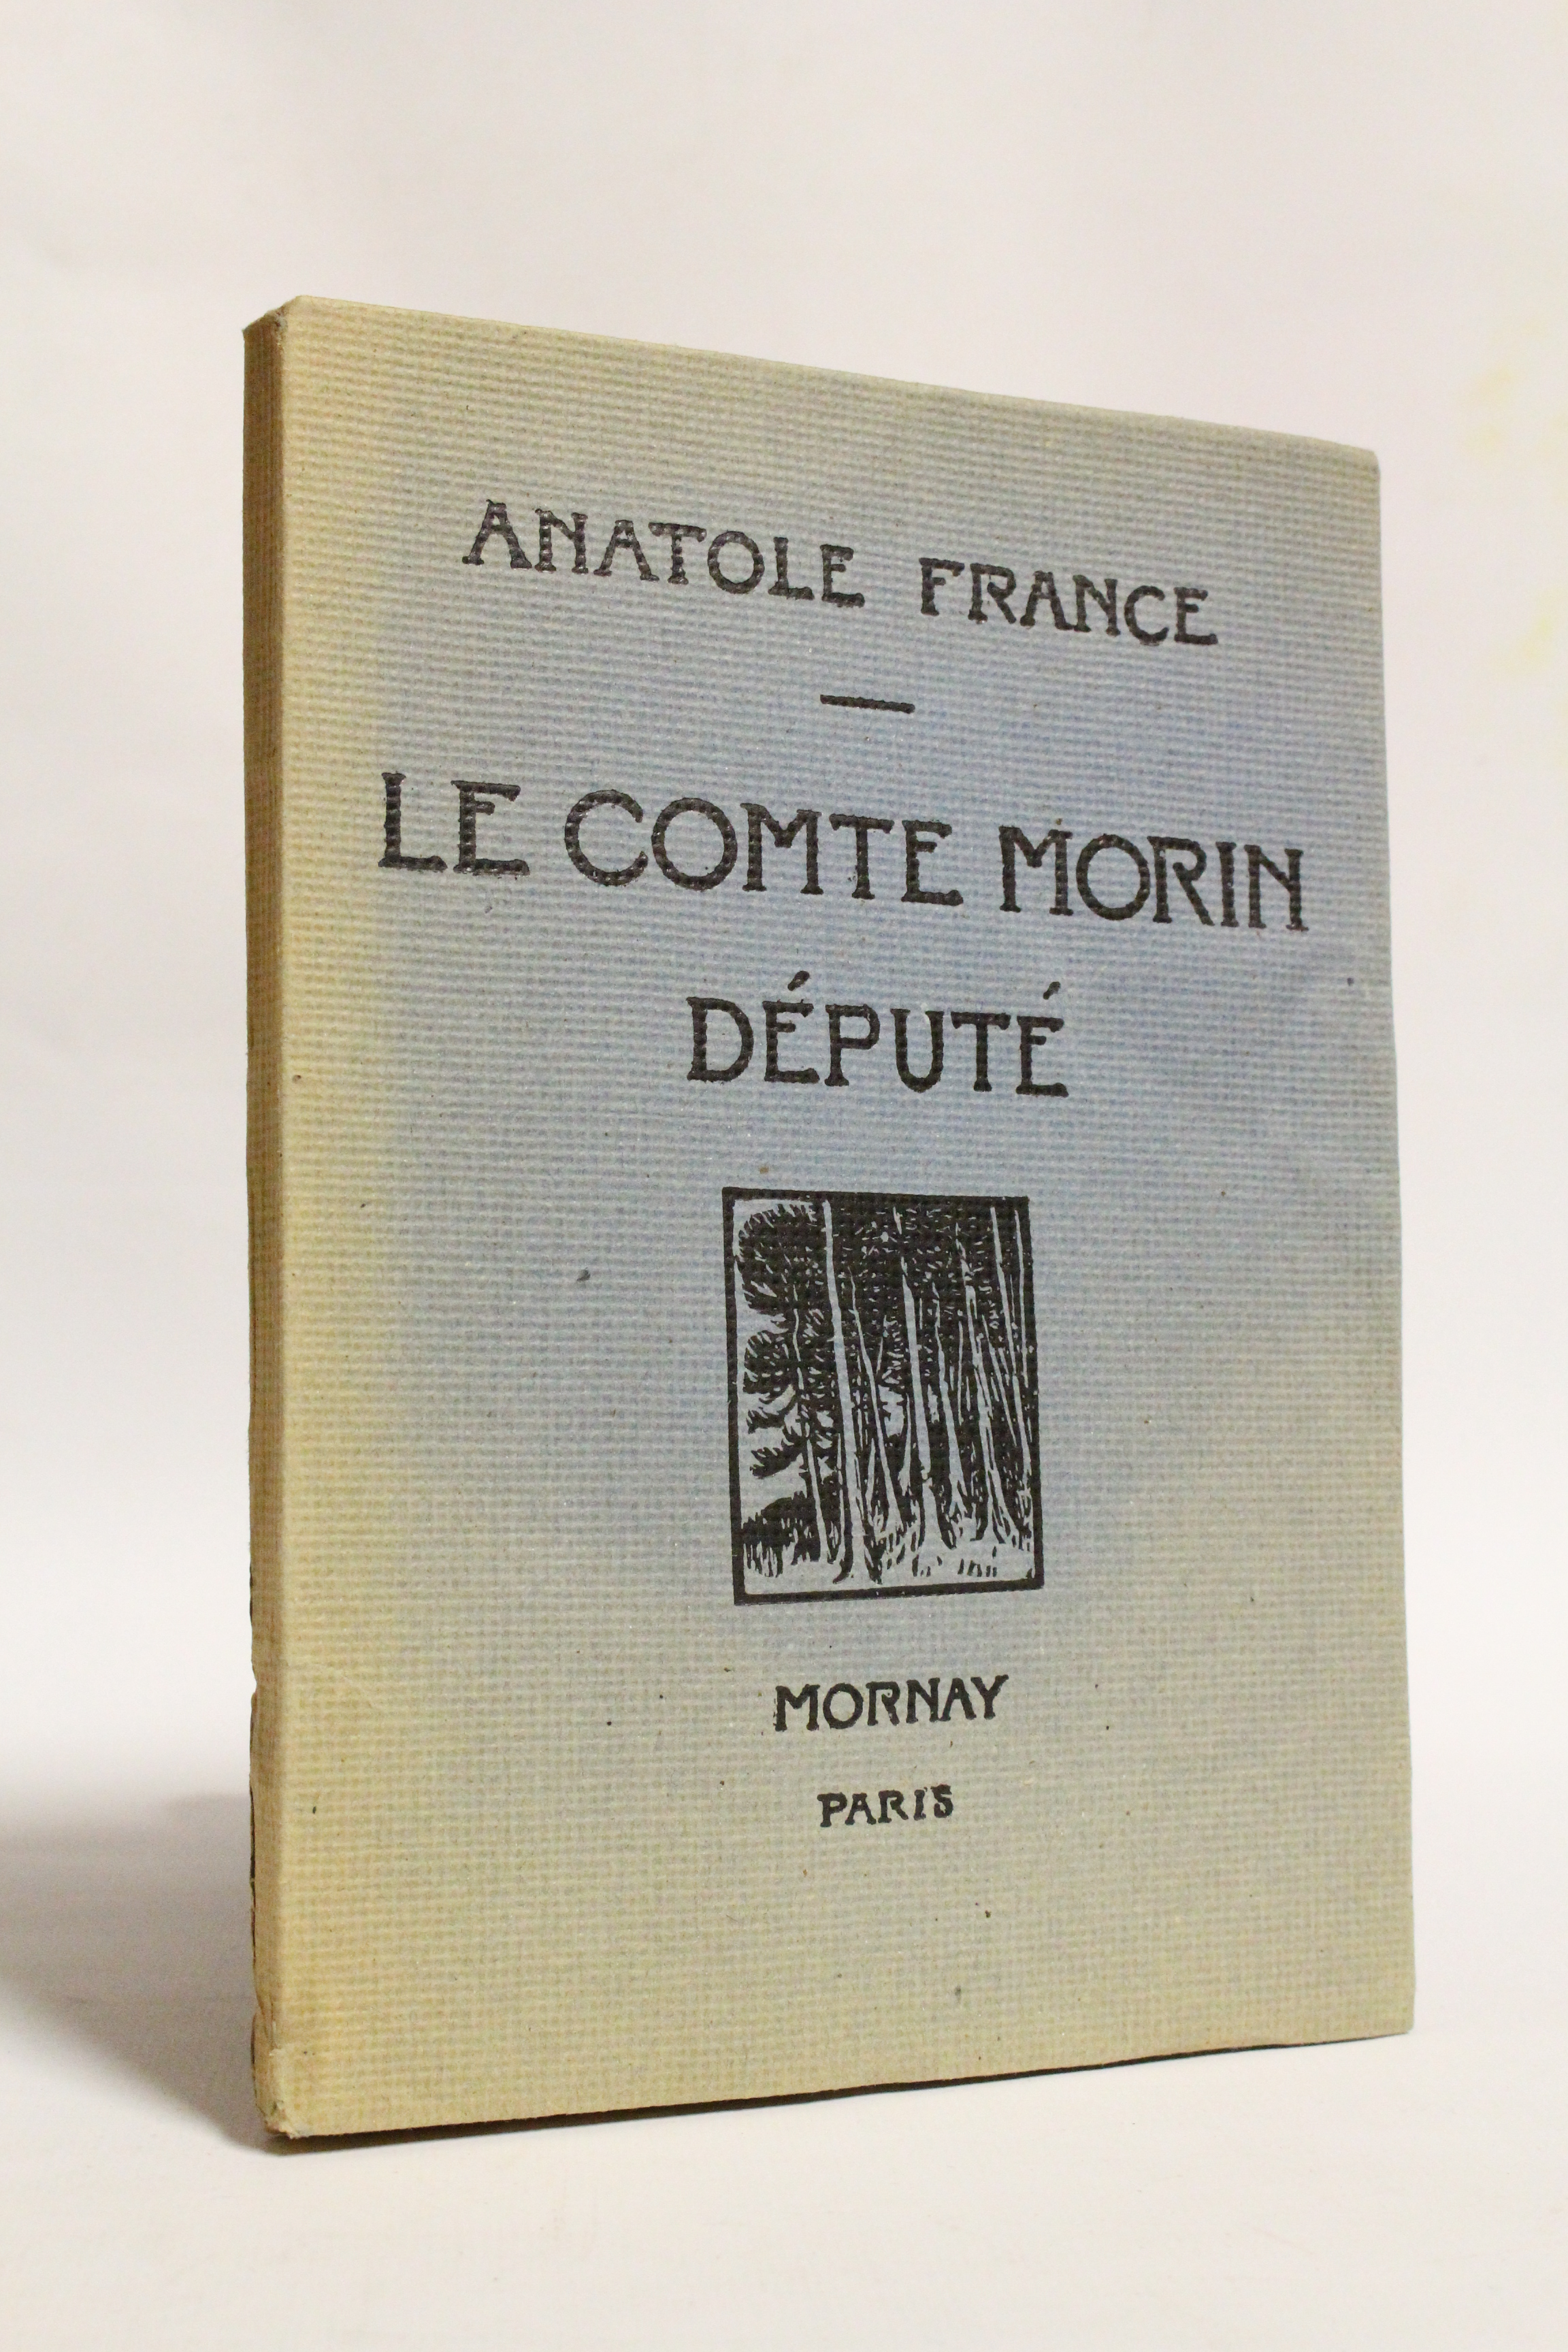 ANATOLE FRANCE
LE COMTE MORIN
DÉPUTÉ
MORNAY
PARIS